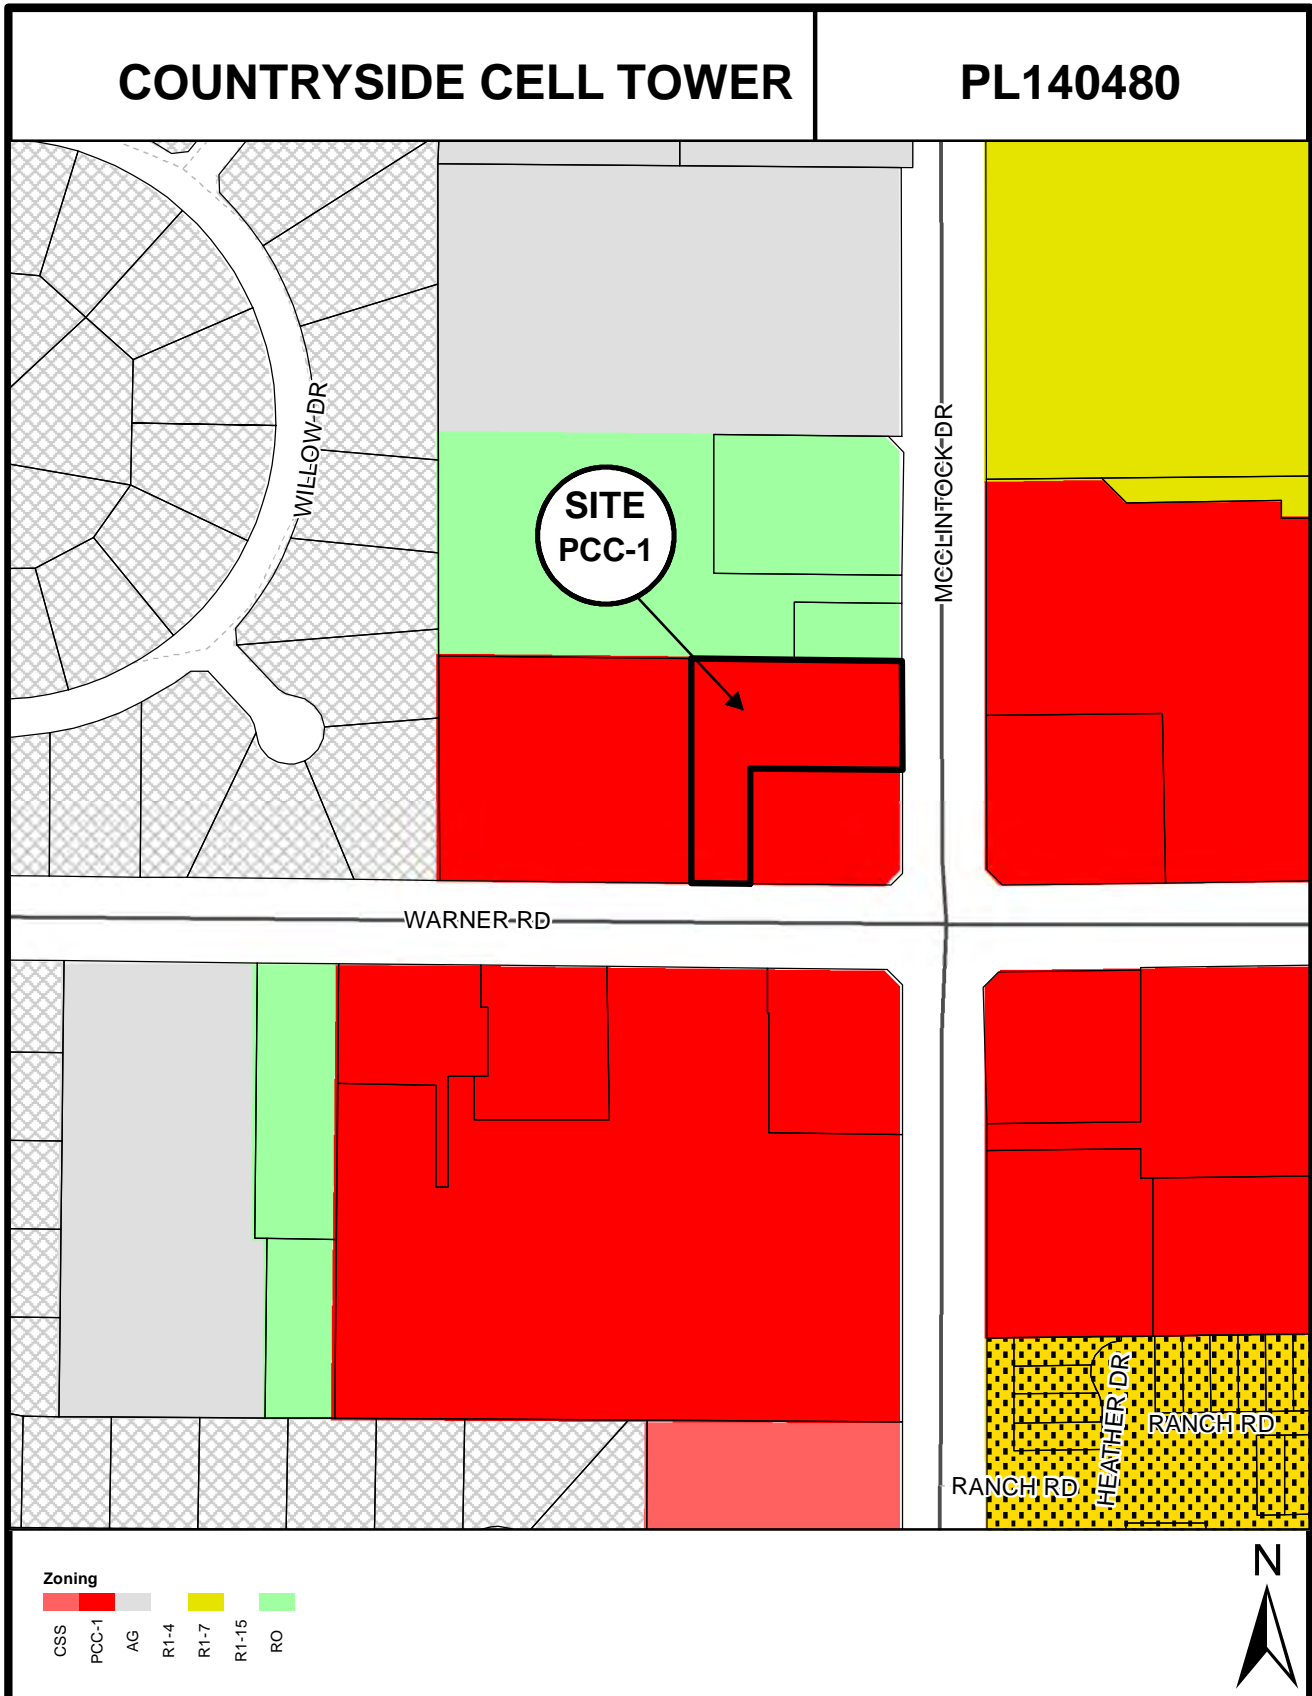 COUNTRYSIDE CELL TOWER
PL140480
WILLOW DR
MCCLINTOCK DR
SITE
PCC-1
WARNER RD
HEATHER DR
RANCH RD
RANCH RD
N
Zoning
CSS
PCC-1
AG
R1-4
R1-7
R1-15
RO